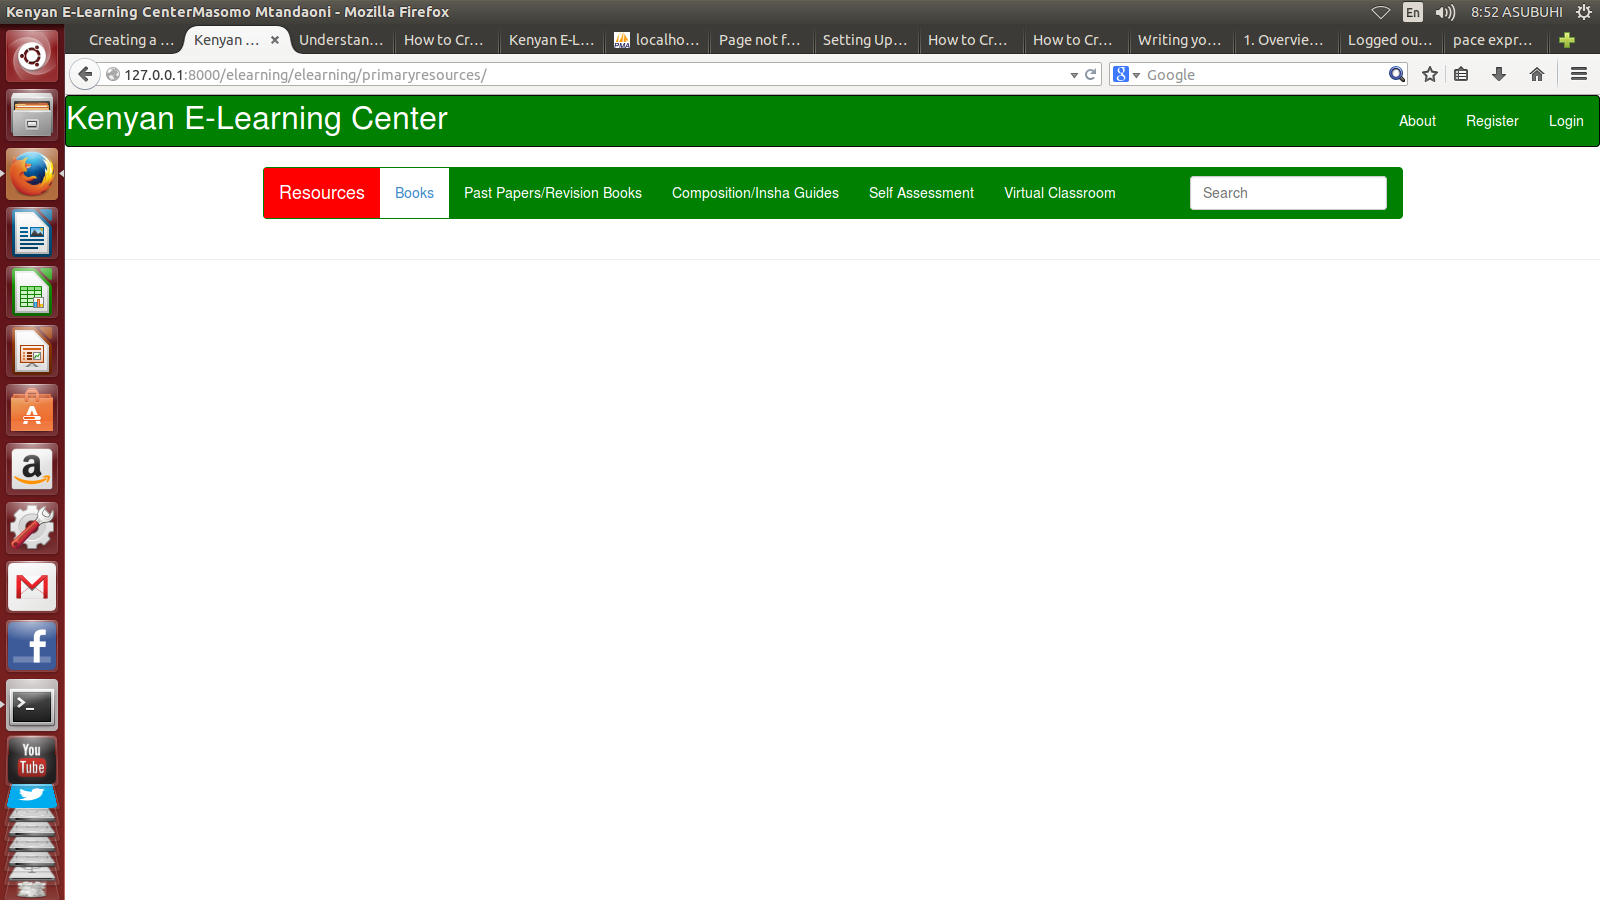 Kenyan E-Learning CenterMasomo Mtandaoni - Mozilla Firefox
En
8:52 ASUBUHI
Creating a ...
Kenyan ...
Understan...
How to Cr...
Kenyan E-L...
localho...
Page not f...
Setting Up...
How to Cr...
How to Cr...
Writing yo...
1. Overvie...
Logged ou...
pace expr...
127.0.0.1:8000/elearning/elearning/primaryresources/
8
Google
Kenyan E-Learning Center
About
Register
Login
Resources
Books
Past Papers/Revision Books
Composition/Insha Guides
Self Assessment
Virtual Classroom
Search
A
a
M
f
>_
You
Tube
PMA